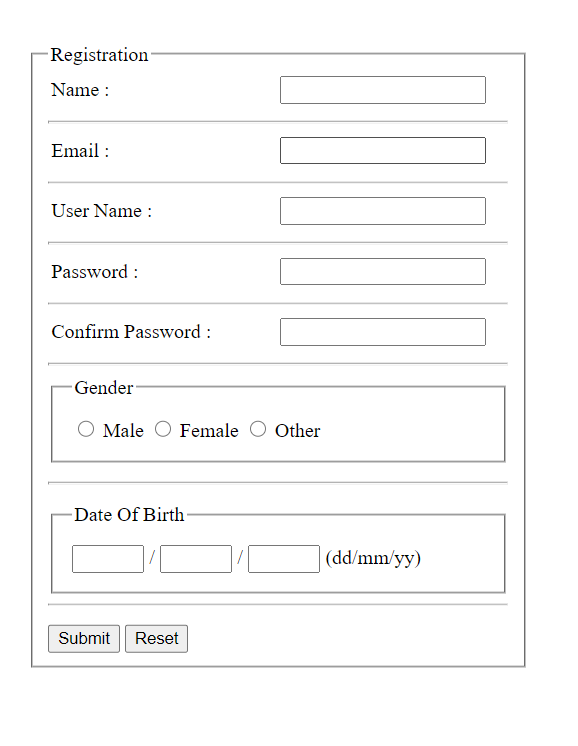 Registration
Name :
Email :
User Name :
Password :
Confirm Password :
Gender
Male Female Other
Date Of Birth
/ / (dd/mm/yy)
Submit Reset